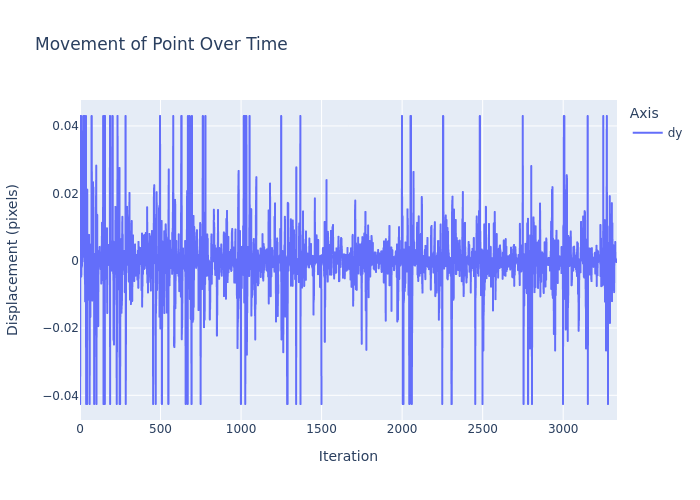 Movement of Point Over Time
Axis
dy
Displacement (pixels)
0.04
0.02
0
−0.02
−0.04
0
500
1000
1500
2000
2500
3000
Iteration